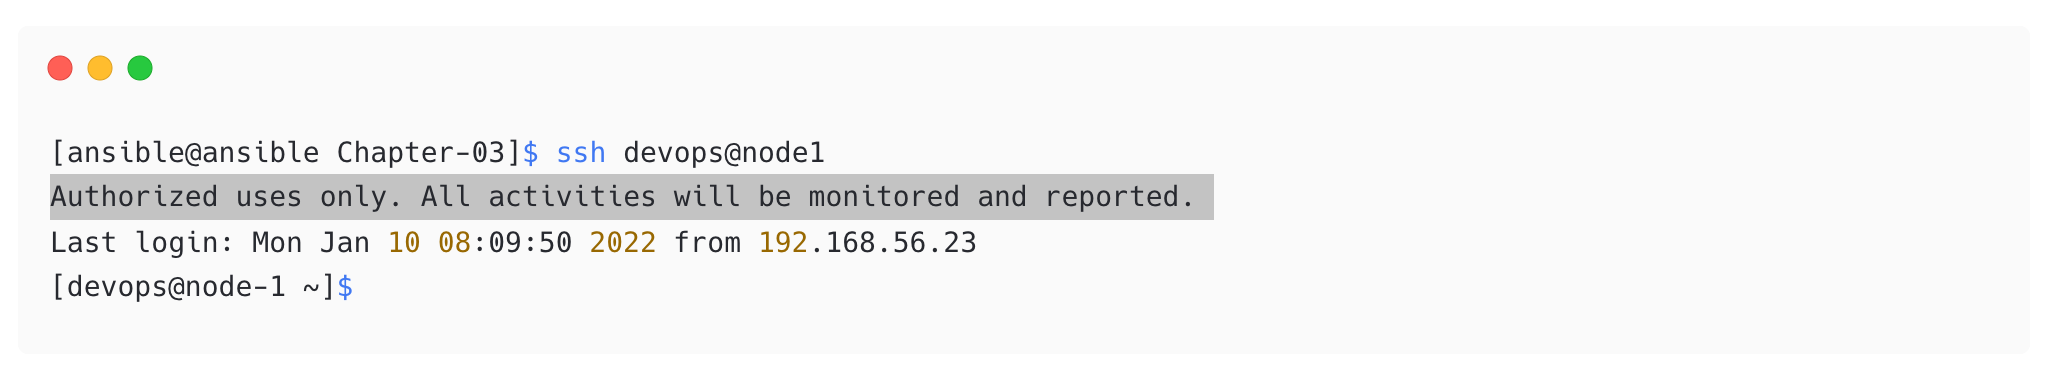 [ansible@ansible Chapter-03]$ ssh devops@node1
Authorized uses only. All activities will be monitored and reported.
Last login: Mon Jan 10 08:09:50 2022 from 192.168.56.23
[devops@node-1 ~]$